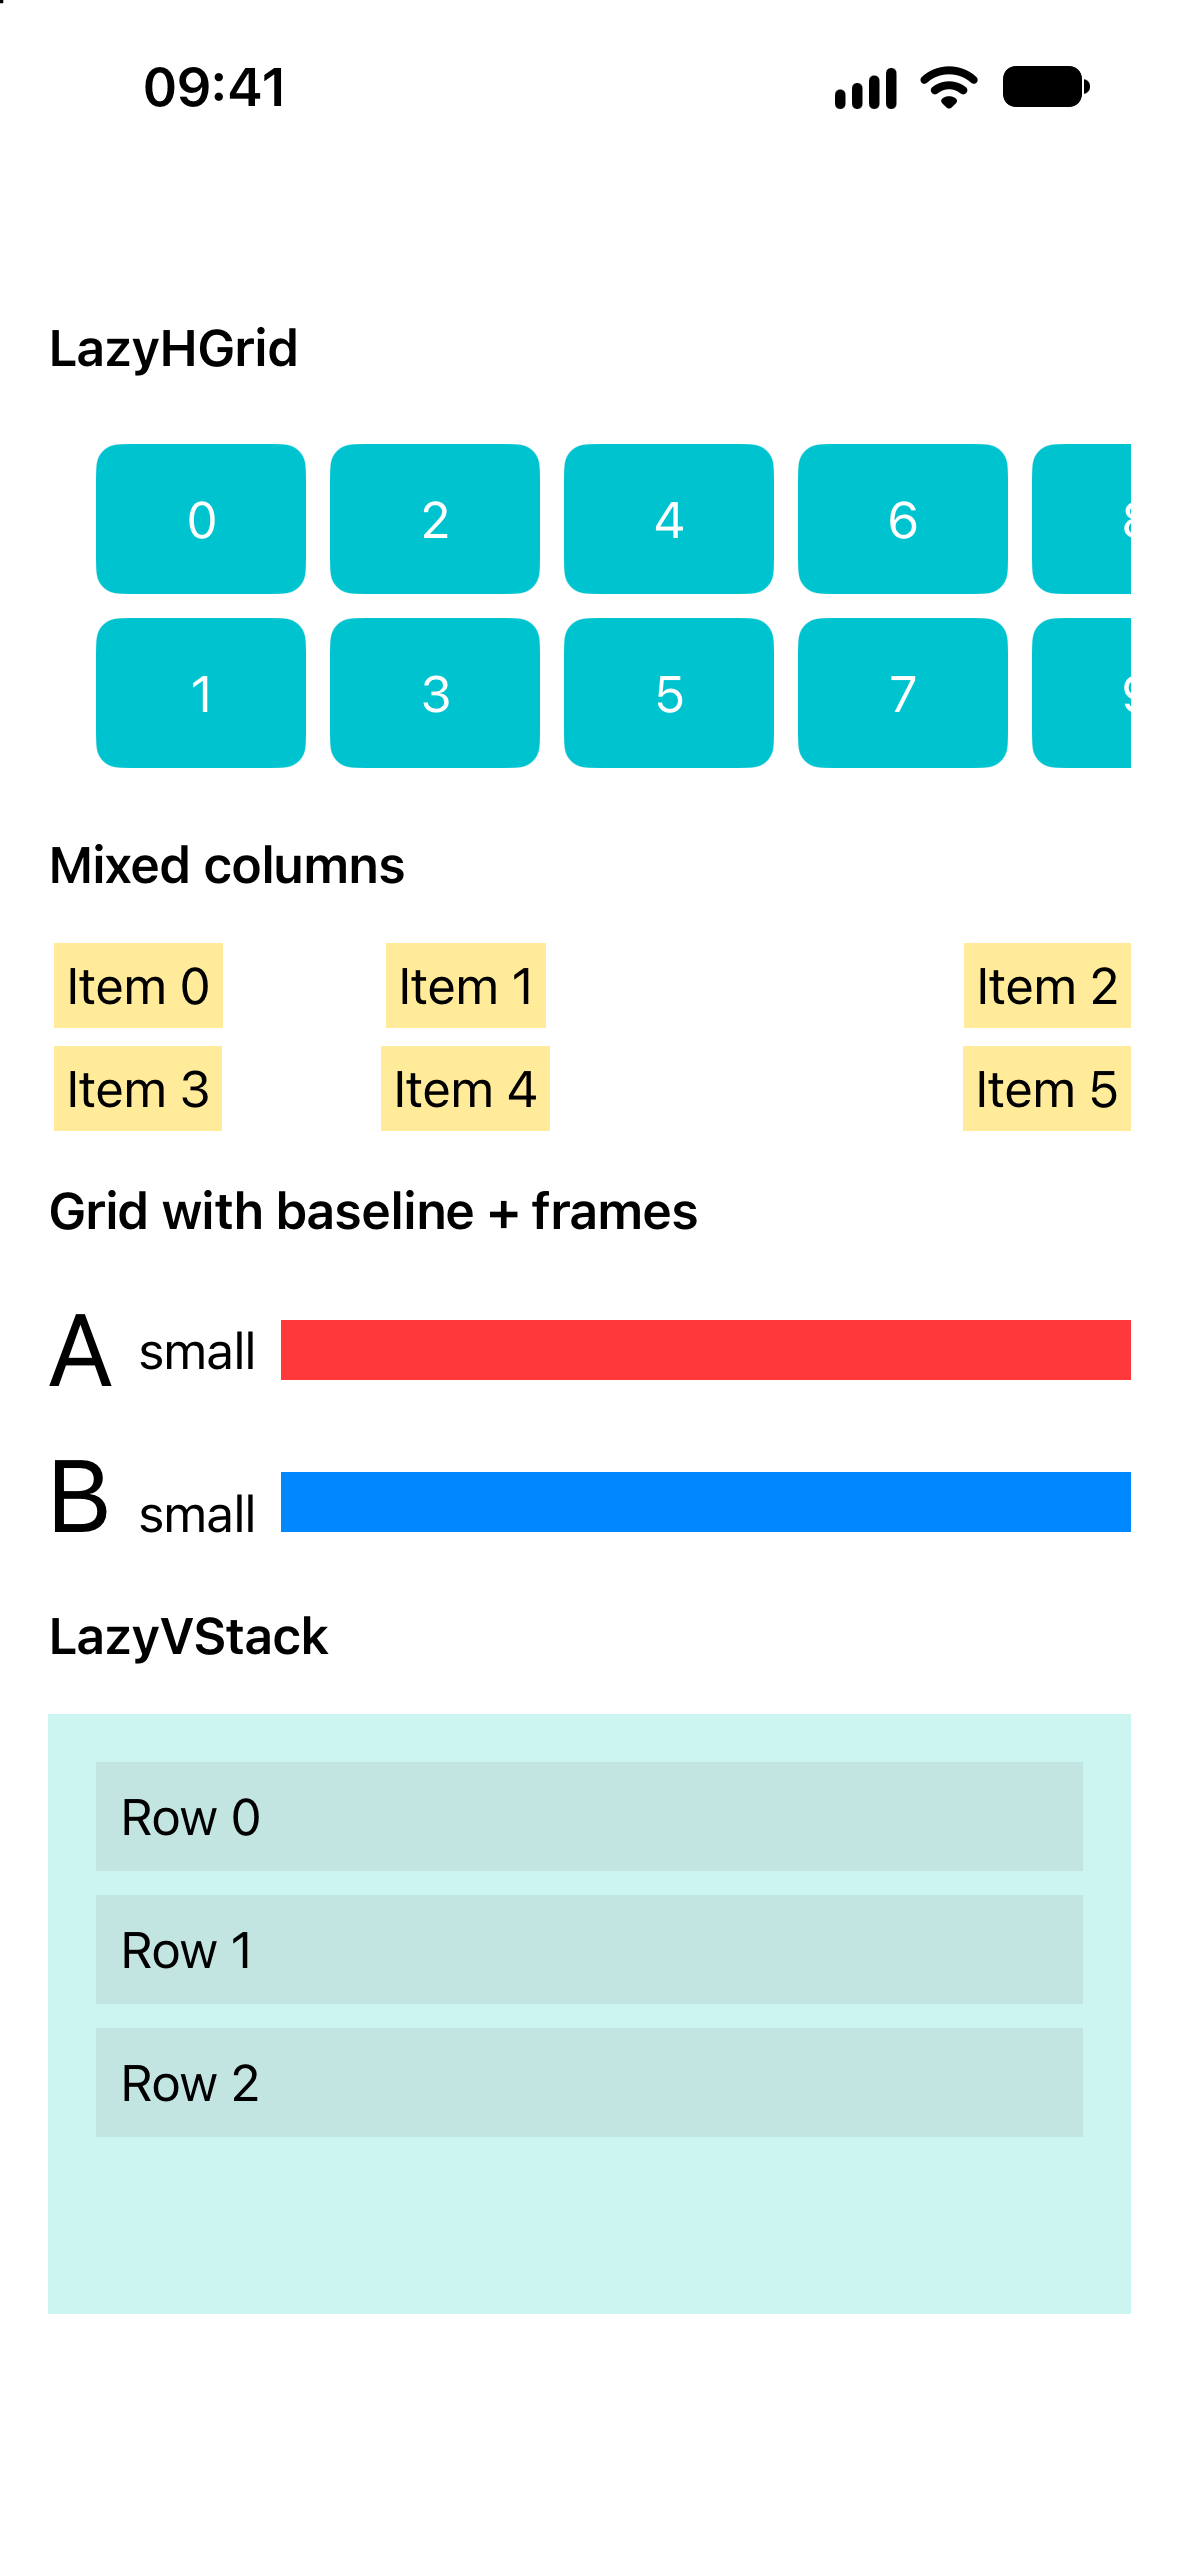 09:41
LazyHGrid
0 2 4 6
1 3 5 7
Mixed columns
Item 0 Item 1 Item 2
Item 3 Item 4 Item 5
Grid with baseline + frames
A small
B small
LazyVStack
Row 0
Row 1
Row 2